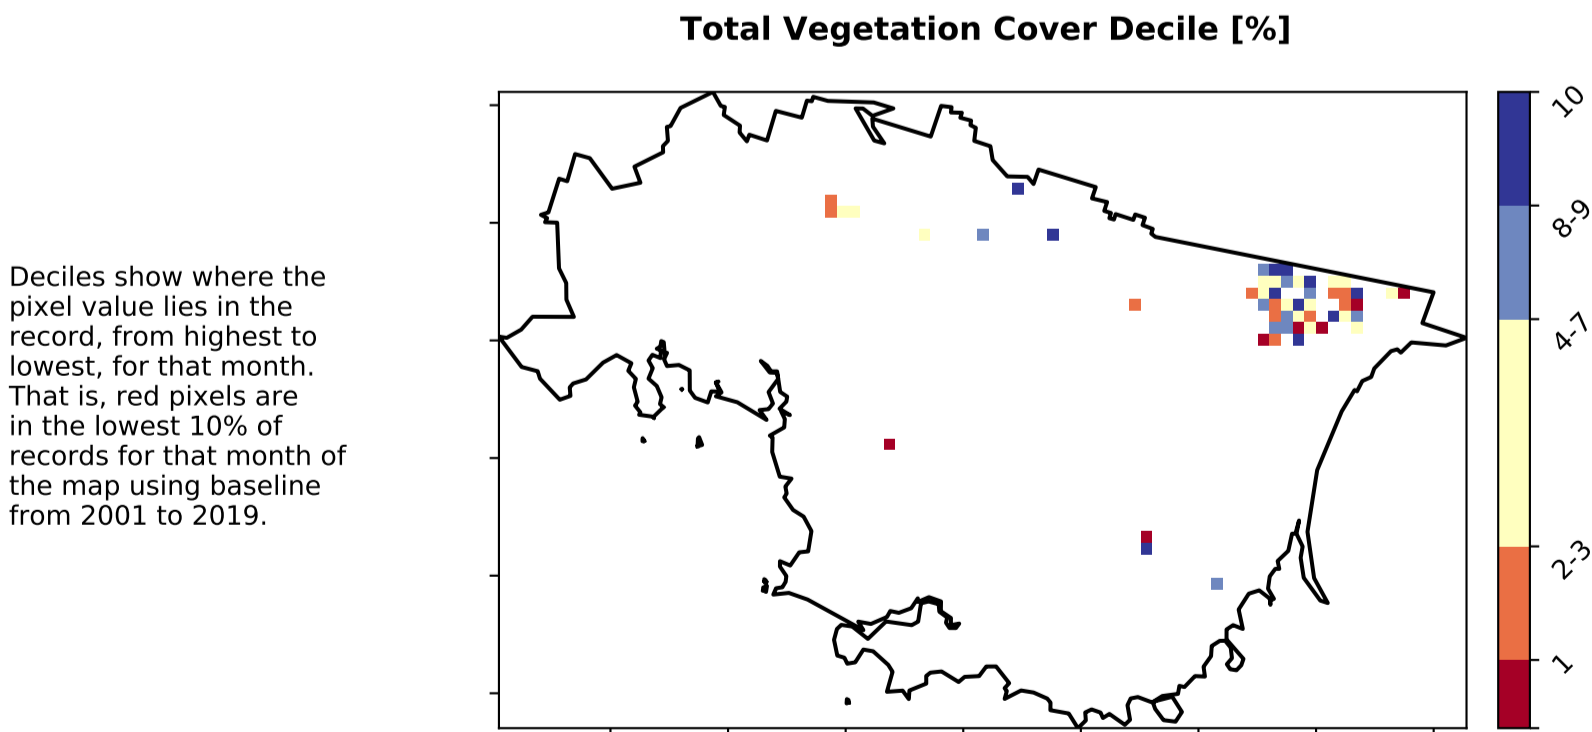 Total Vegetation Cover Decile [%]
Deciles show where the
pixel value lies in the
record, from highest to
lowest, for that month.
That is, red pixels are
in the lowest 10% of
records for that month of
the map using baseline
from 2001 to 2019.
10
8-9
4-7
2-3
1